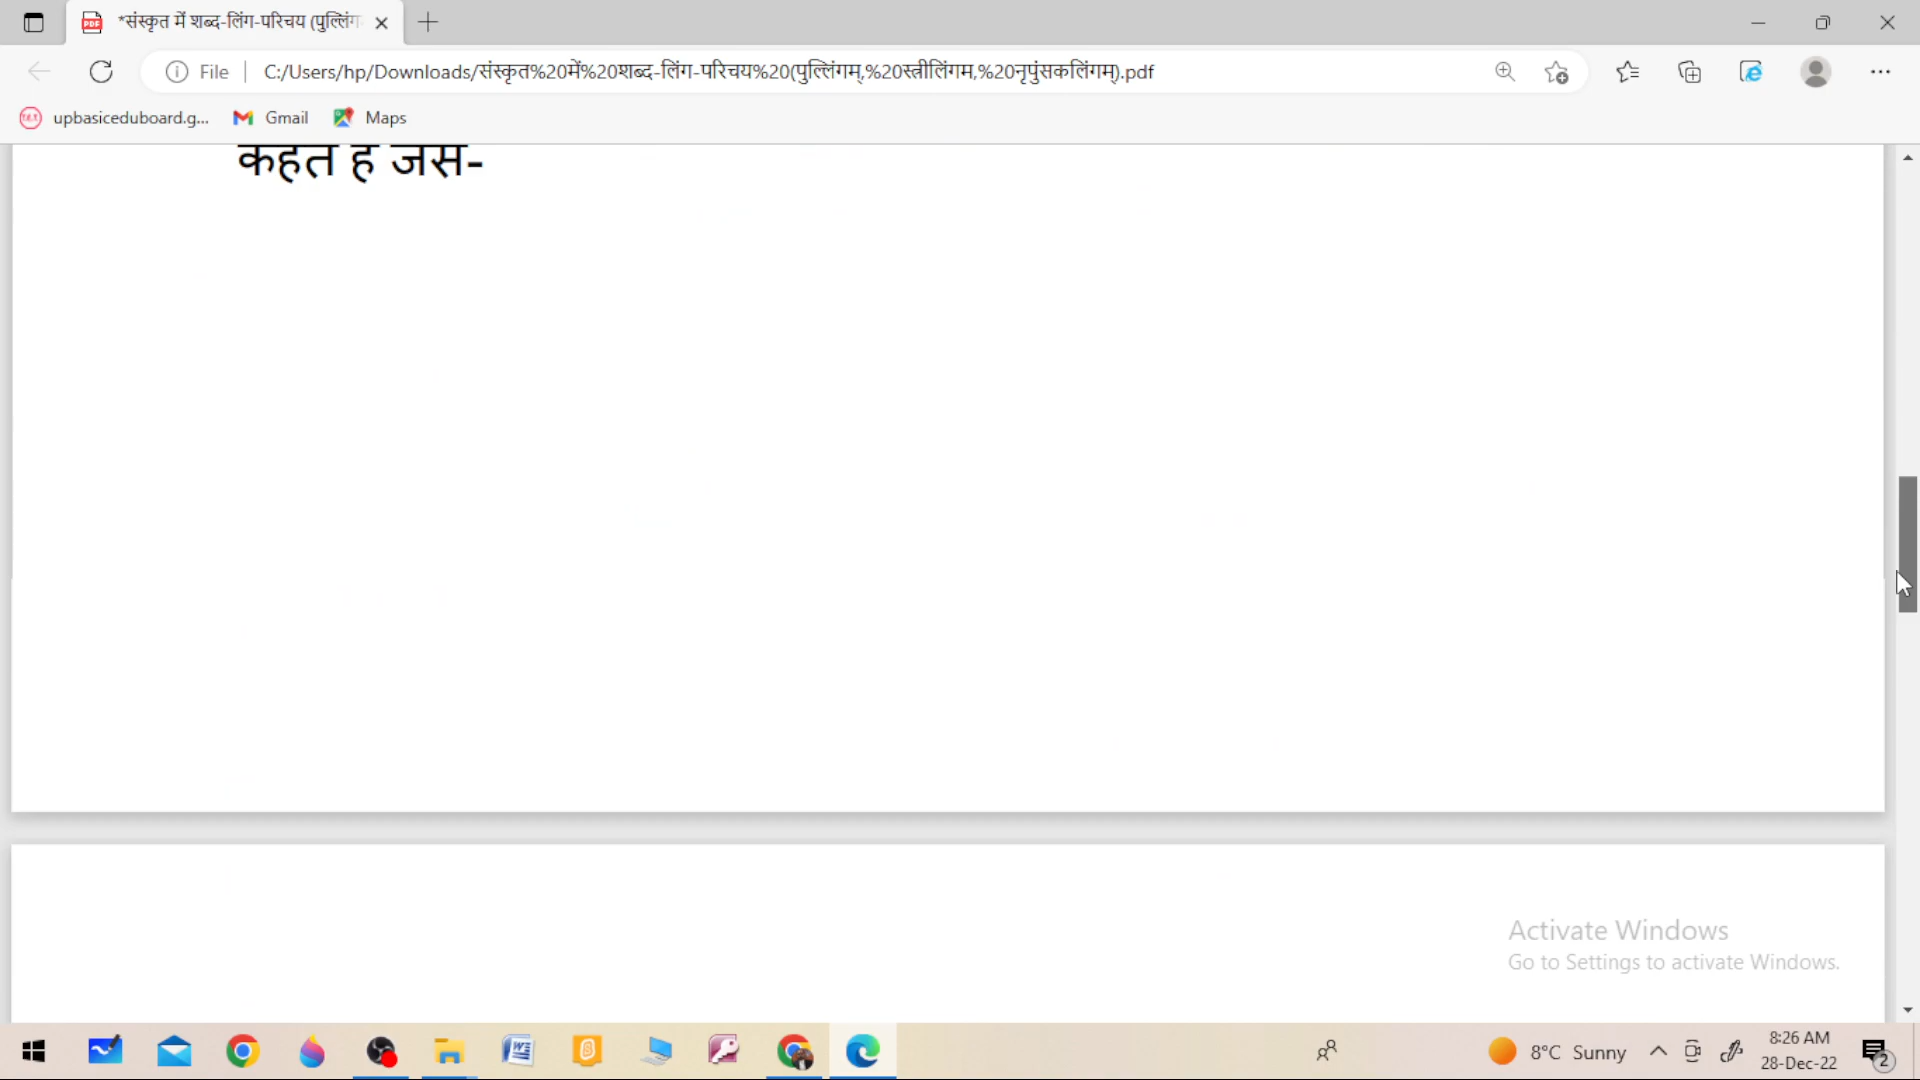 *संस्कृत में शब्द-लिंग-परिचय (पुल्लिंग
File
C:/Users/hp/Downloads/संस्कृत%20में%20शब्द-लिंग-परिचय%20(पुल्लिंगम्,%20स्त्रीलिंगम,%20नृपुंसकलिंगम्).pdf
upbasiceduboard.g...
Gmail
Maps
कहते हैं जैसे-
Activate Windows
Go to Settings to activate Windows.
8°C Sunny
8:26 AM
28-Dec-22
2